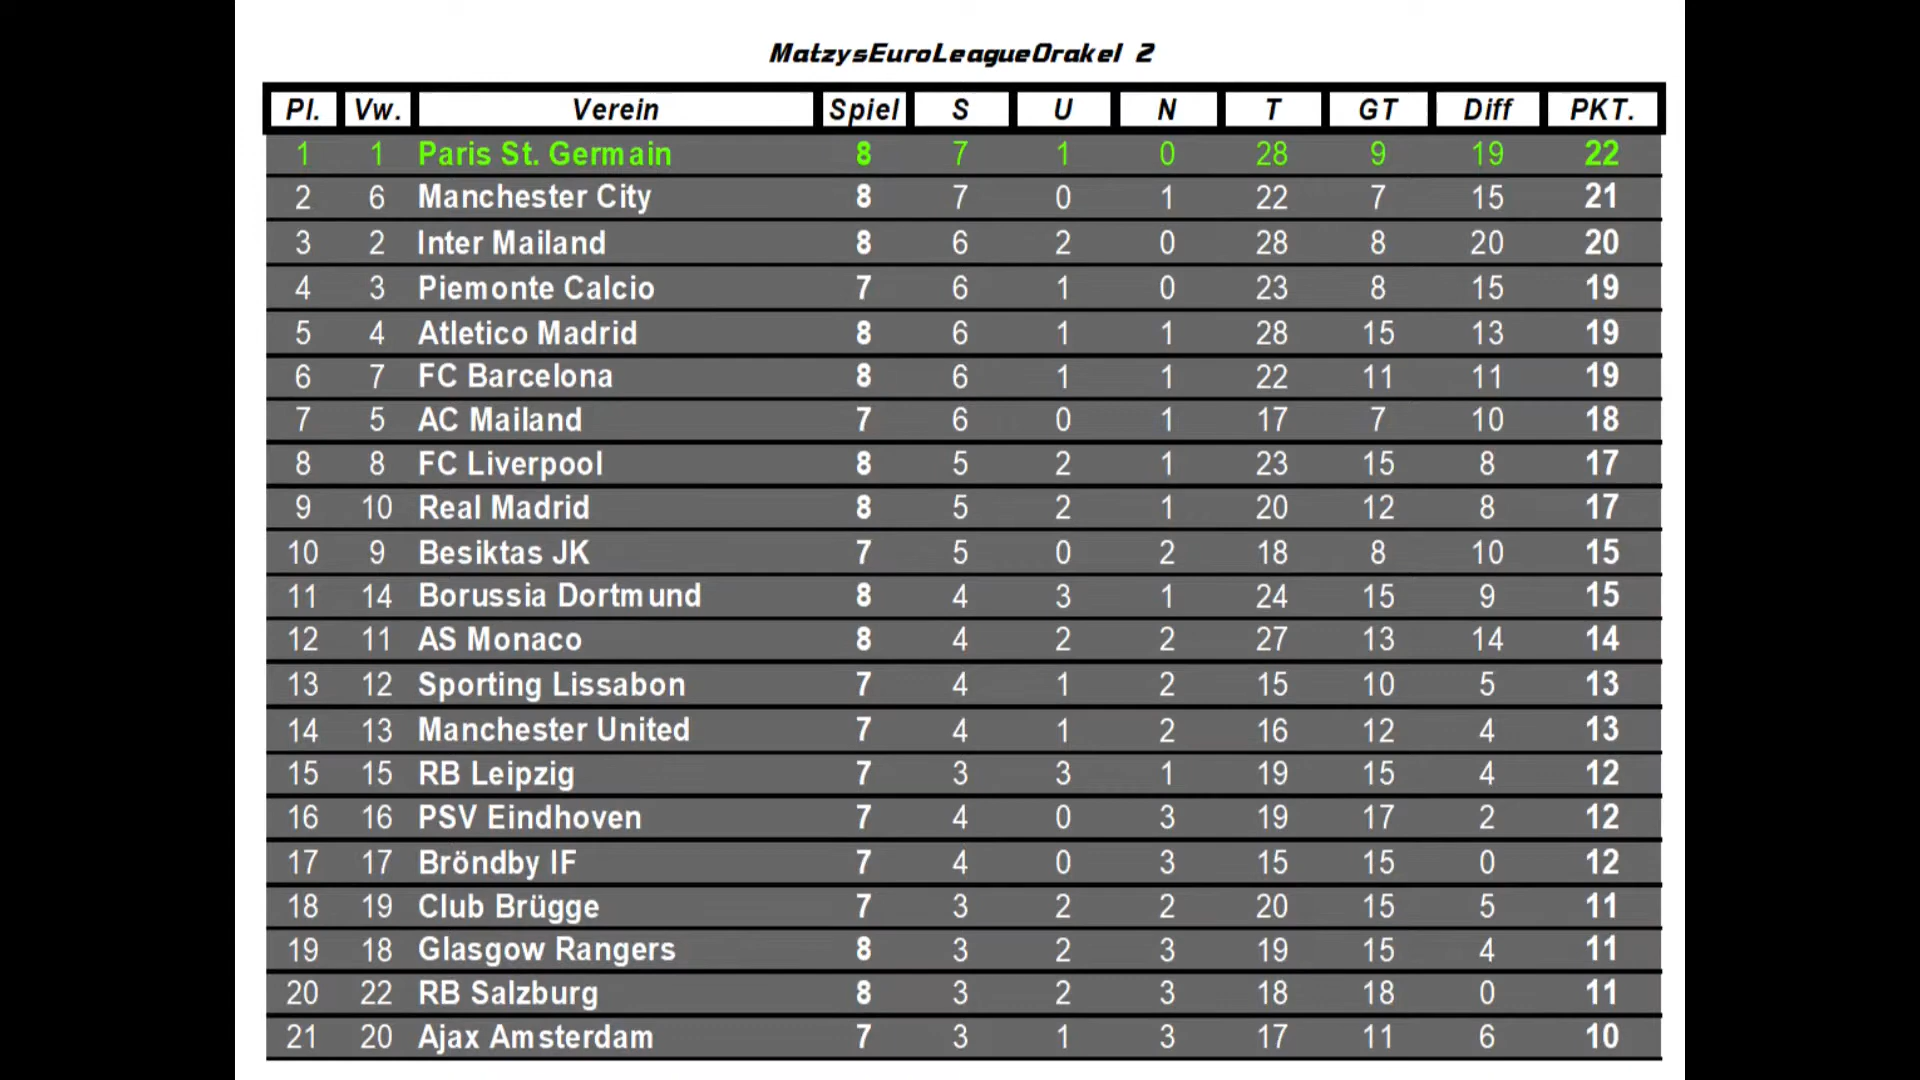 MatzysEuroLeagueOrakel 2
Pl. Vw. Verein Spiel S U N T GT Diff PKT.
1 1 Paris St. Germain 8 7 1 0 28 9 19 22
2 6 Manchester City 8 7 0 1 22 7 15 21
3 2 Inter Mailand 8 6 2 0 28 8 20 20
4 3 Piemonte Calcio 7 6 1 0 23 8 15 19
5 4 Atletico Madrid 8 6 1 1 28 15 13 19
6 7 FC Barcelona 8 6 1 1 22 11 11 19
7 5 AC Mailand 7 6 0 1 17 7 10 18
8 8 FC Liverpool 8 5 2 1 23 15 8 17
9 10 Real Madrid 8 5 2 1 20 12 8 17
10 9 Besiktas JK 7 5 0 2 18 8 10 15
11 14 Borussia Dortmund 8 4 3 1 24 15 9 15
12 11 AS Monaco 8 4 2 2 27 13 14 14
13 12 Sporting Lissabon 7 4 1 2 15 10 5 13
14 13 Manchester United 7 4 1 2 16 12 4 13
15 15 RB Leipzig 7 3 3 1 19 15 4 12
16 16 PSV Eindhoven 7 4 0 3 19 17 2 12
17 17 Bröndby IF 7 4 0 3 15 15 0 12
18 19 Club Brügge 7 3 2 2 20 15 5 11
19 18 Glasgow Rangers 8 3 2 3 19 15 4 11
20 22 RB Salzburg 8 3 2 3 18 18 0 11
21 20 Ajax Amsterdam 7 3 1 3 17 11 6 10